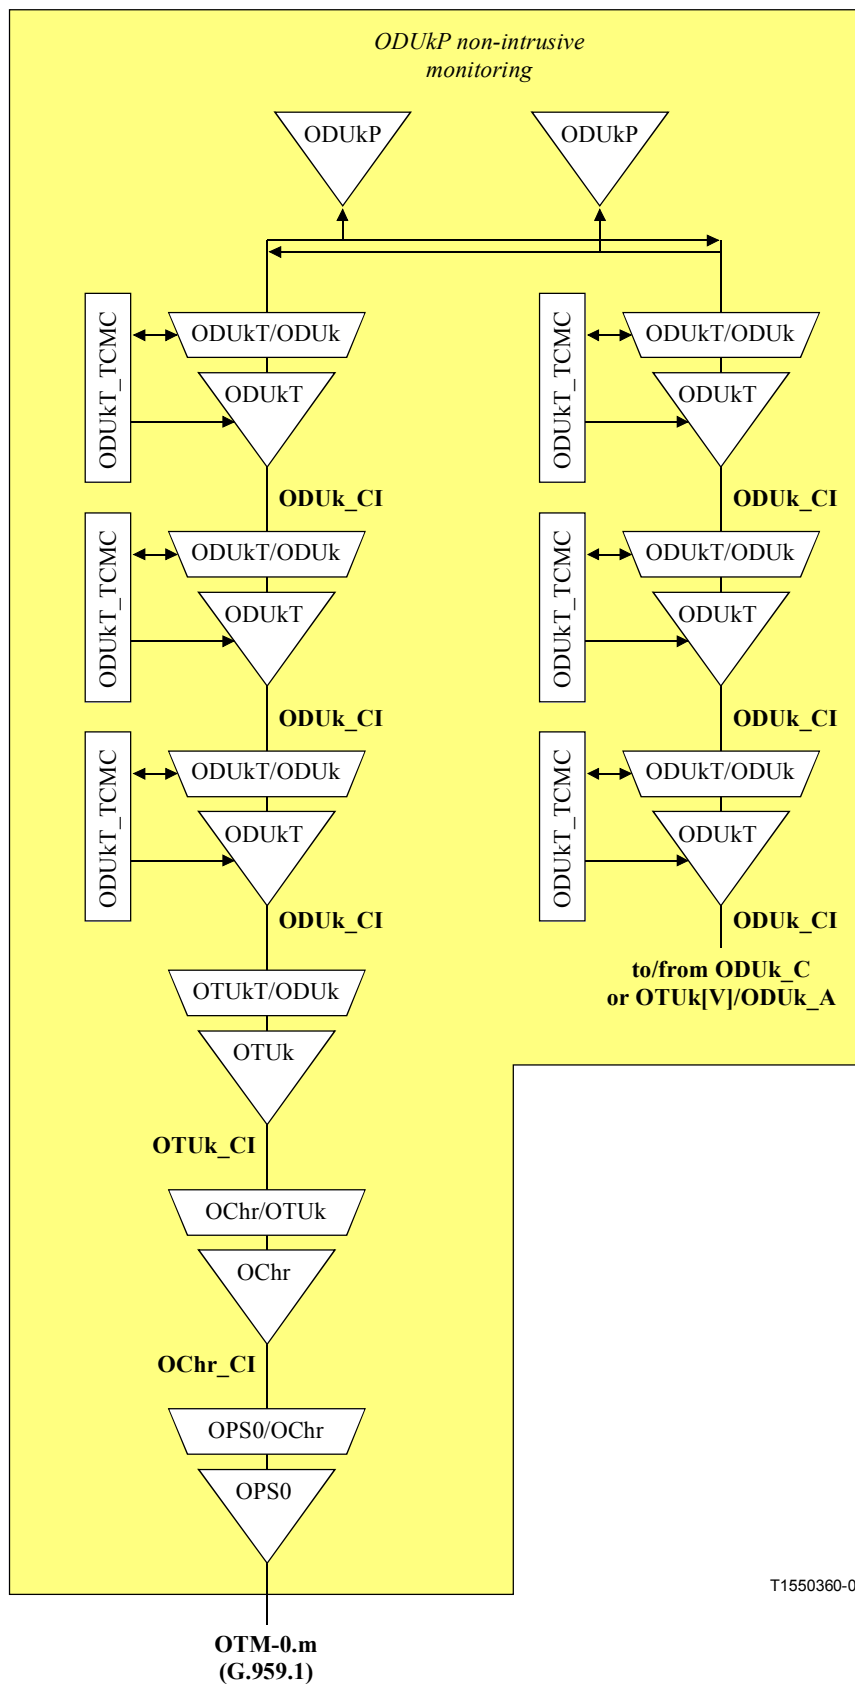 ODUkP non-intrusive
monitoring
ODUkP
ODUkP
ODUkT_TCMC
ODUkT/ODUk
ODUkT
ODUk_CI
ODUkT_TCMC
ODUkT/ODUk
ODUkT
ODUk_CI
ODUkT_TCMC
ODUkT/ODUk
ODUkT
ODUk_CI
OTUkT/ODUk
OTUk
OTUk_CI
OChr/OTUk
OChr
OChr_CI
OPS0/OChr
OPS0
OTM-0.m
(G.959.1)
ODUkT_TCMC
ODUkT/ODUk
ODUkT
ODUk_CI
ODUkT_TCMC
ODUkT/ODUk
ODUkT
ODUk_CI
ODUkT_TCMC
ODUkT/ODUk
ODUkT
ODUk_CI
to/from ODUk_C
or OTUk[V]/ODUk_A
T1550360-0